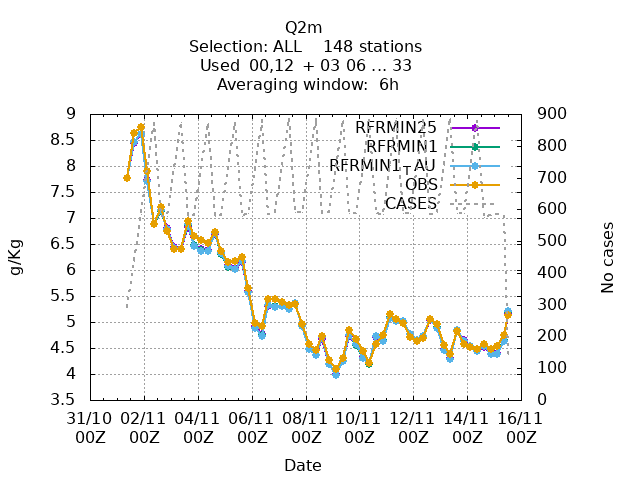 Q2m
Selection: ALL 148 stations
Used 00,12 + 03 06 ... 33
Averaging window: 6h
9
8.5
8
7.5
7
6.5
6
5.5
5
4.5
4
3.5
g/Kg
900
800
700
600
500
400
300
200
100
0
No cases
RFRMIN25
RFRMIN1
RFRMIN1_AU
OBS
CASES
31/10 02/11 04/11 06/11 08/11 10/11 12/11 14/11 16/11
00Z 00Z 00Z 00Z 00Z 00Z 00Z 00Z 00Z
Date